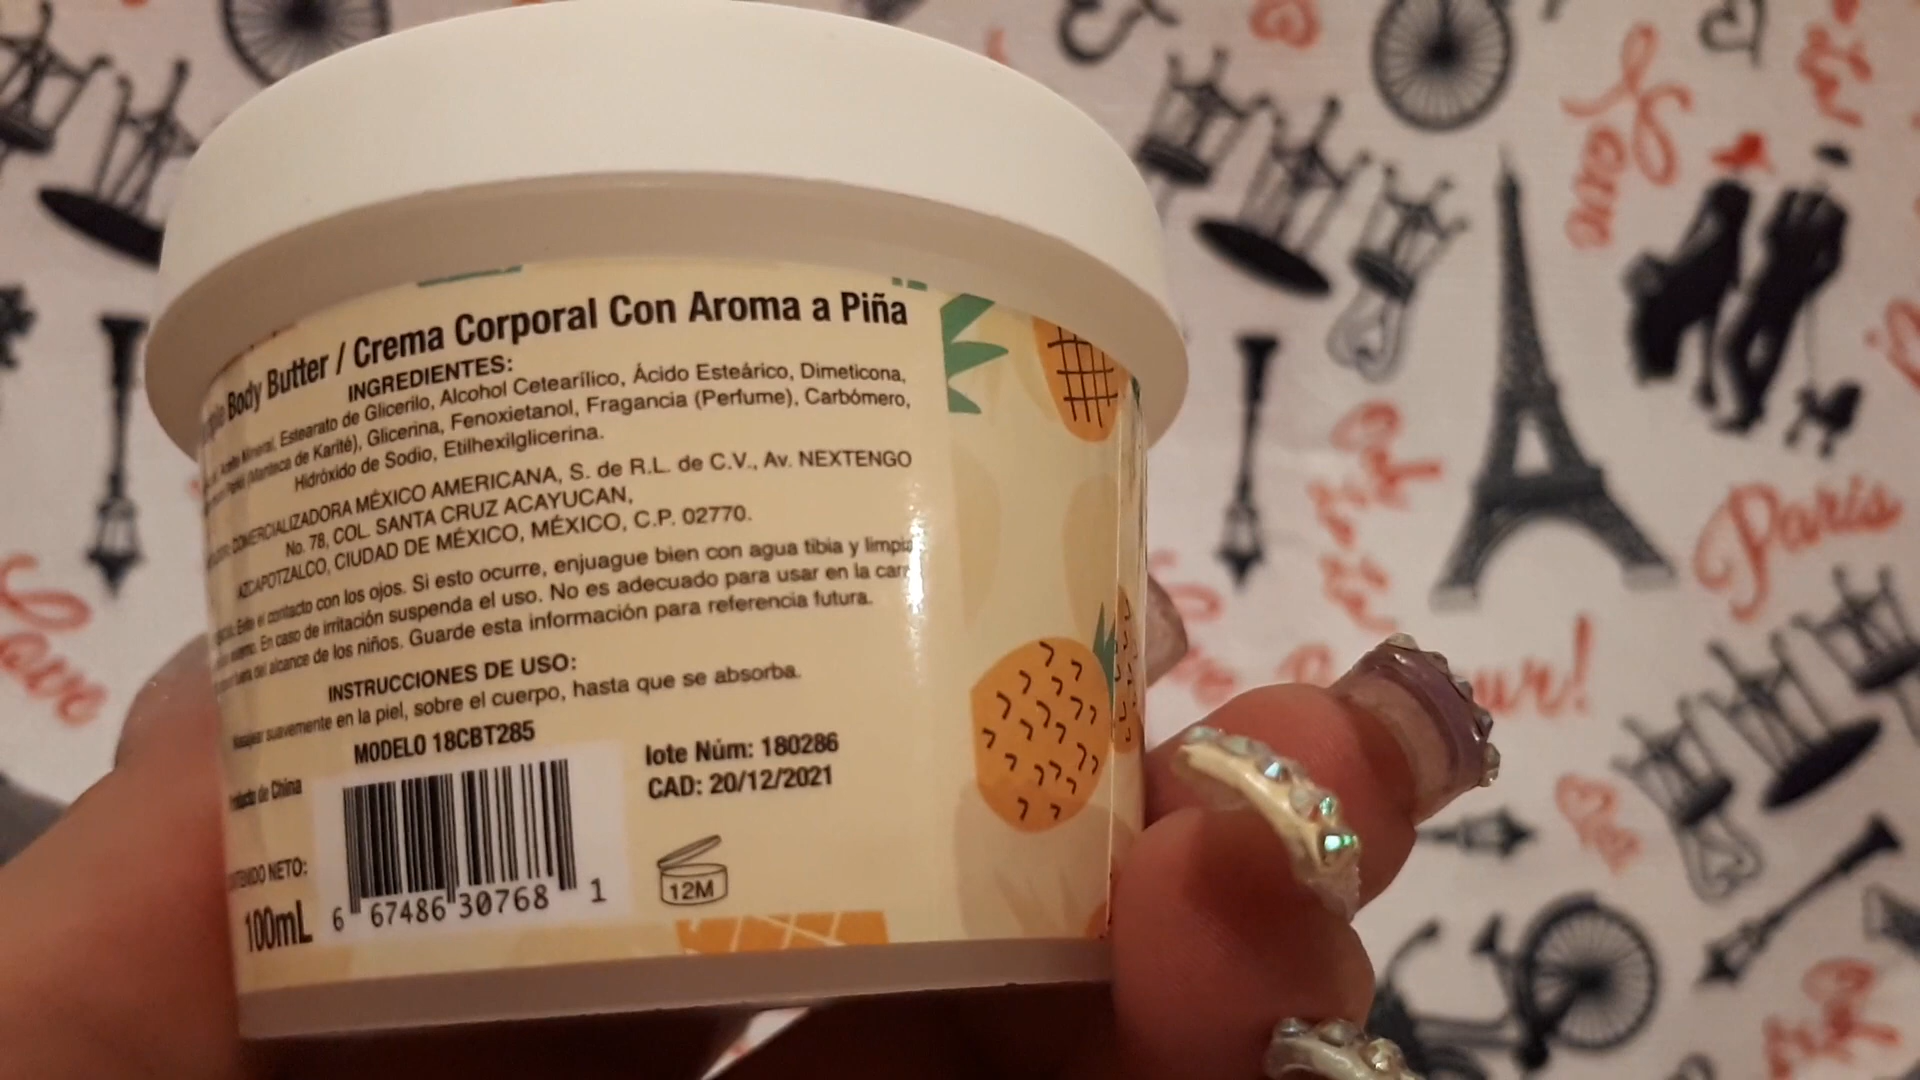 Body Butter / Crema Corporal Con Aroma a Piña
INGREDIENTES:
Mineral, Estearato de Glicerilo, Alcohol Cetearílico, Ácido Esteárico, Dimeticona,
(Manteca de Karité), Glicerina, Fenoxietanol, Fragancia (Perfume), Carbómero,
Hidróxido de Sodio, Etilhexilglicerina.
COMERCIALIZADORA MÉXICO AMERICANA, S. de R.L. de C.V., Av. NEXTENGO
No. 78, COL. SANTA CRUZ ACAYUCAN,
AZCAPOTZALCO, CIUDAD DE MÉXICO, MÉXICO, C.P. 02770.
Evite el contacto con los ojos. Si esto ocurre, enjuague bien con agua tibia y limpia
En caso de irritación suspenda el uso. No es adecuado para usar en la cara
fuera del alcance de los niños. Guarde esta información para referencia futura.
INSTRUCCIONES DE USO:
suavemente en la piel, sobre el cuerpo, hasta que se absorba.
MODELO 18CBT285
lote Núm: 180286
CAD: 20/12/2021
de China
NETO:
100mL
6 67486 30768 1
12M
Love
Love
Paris